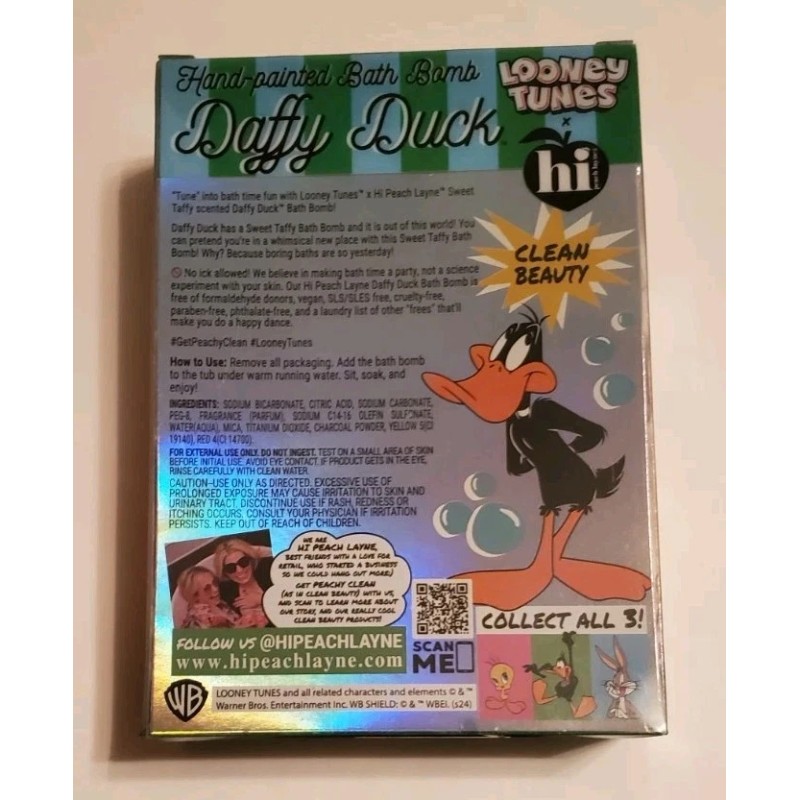 Hand-painted Bath Bomb
Daffy Duck™
LOONEY
TUNES
x
hi
peach layne
"Tune" into bath time fun with Looney Tunes™ x Hi Peach Layne™ Sweet
Taffy scented Daffy Duck™ Bath Bomb!
Daffy Duck has a Sweet Taffy Bath Bomb and it is out of this world! You
can pretend you're in a whimsical new place with this Sweet Taffy Bath
Bomb! Why? Because boring baths are so yesterday!
No ick allowed! We believe in making bath time a party, not a science
experiment with your skin. Our Hi Peach Layne Daffy Duck Bath Bomb is
free of formaldehyde donors, vegan, SLS/SLES free, cruelty-free,
paraben-free, phthalate-free, and a laundry list of other "frees" that'll
make you do a happy dance.
#GetPeachyClean #LooneyTunes
CLEAN
BEAUTY
How to Use: Remove all packaging. Add the bath bomb
to the tub under warm running water. Sit, soak, and
enjoy!
INGREDIENTS: SODIUM BICARBONATE, CITRIC ACID, SODIUM CARBONATE,
PEG-8, FRAGRANCE (PARFUM), SODIUM C14-16 OLEFIN SULFONATE,
WATER(AQUA), MICA, TITANIUM DIOXIDE, CHARCOAL POWDER, YELLOW 5(CI
19140), RED 4(CI 14700).
FOR EXTERNAL USE ONLY. DO NOT INGEST. TEST ON A SMALL AREA OF SKIN
BEFORE INITIAL USE. AVOID EYE CONTACT. IF PRODUCT GETS IN THE EYE,
RINSE CAREFULLY WITH CLEAN WATER.
CAUTION-USE ONLY AS DIRECTED. EXCESSIVE USE OF
PROLONGED EXPOSURE MAY CAUSE IRRITATION TO SKIN AND
URINARY TRACT. DISCONTINUE USE IF RASH, REDNESS OR
ITCHING OCCURS. CONSULT YOUR PHYSICIAN IF IRRITATION
PERSISTS. KEEP OUT OF REACH OF CHILDREN.
WE ARE
HI PEACH LAYNE,
BEST FRIENDS WITH A LOVE FOR
RETAIL, WHO STARTED A BUSINESS
SO WE COULD HANG OUT MORE;)
GET PEACHY CLEAN
(AS IN CLEAN BEAUTY) WITH US,
AND SCAN TO LEARN MORE ABOUT
OUR STORY, AND OUR REALLY COOL
CLEAN BEAUTY PRODUCTS!
FOLLOW US @HIPEACHLAYNE
www.hipeachlayne.com
SCAN
ME
COLLECT ALL 3!
WB
LOONEY TUNES and all related characters and elements © & ™
Warner Bros. Entertainment Inc. WB SHIELD: © & ™ WBEI. (s24)